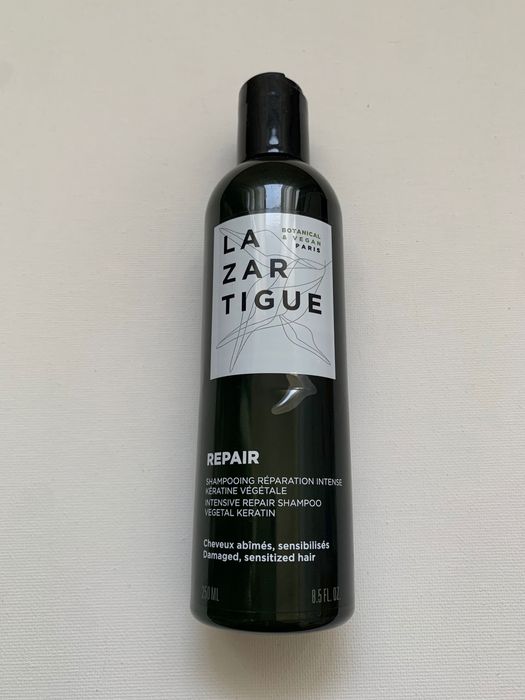 LA
ZAR
TIGUE
BOTANICAL
& VEGAN
PARIS
REPAIR
SHAMPOOING RÉPARATION INTENSE
KÉRATINE VÉGÉTALE
INTENSIVE REPAIR SHAMPOO
VEGETAL KERATIN
Cheveux abîmés, sensibilisés
Damaged, sensitized hair
250 ML 8.5 FL. OZ